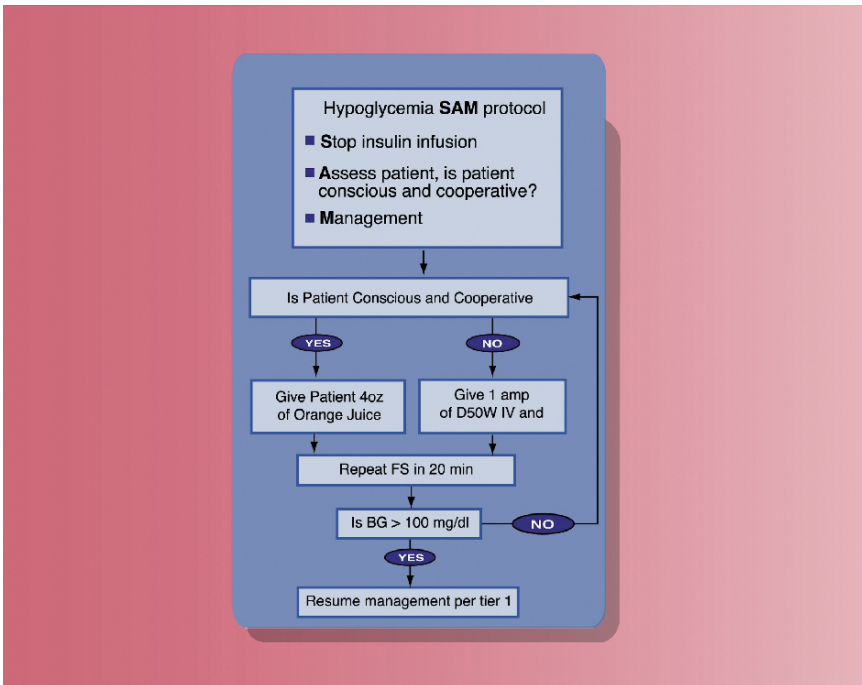 Hypoglycemia SAM protocol
Stop insulin infusion
Assess patient, is patient
conscious and cooperative?
Management
Is Patient Conscious and Cooperative
YES
NO
Give Patient 4oz
of Orange Juice
Give 1 amp
of D50W IV and
Repeat FS in 20 min
Is BG > 100 mg/dl
NO
YES
Resume management per tier 1